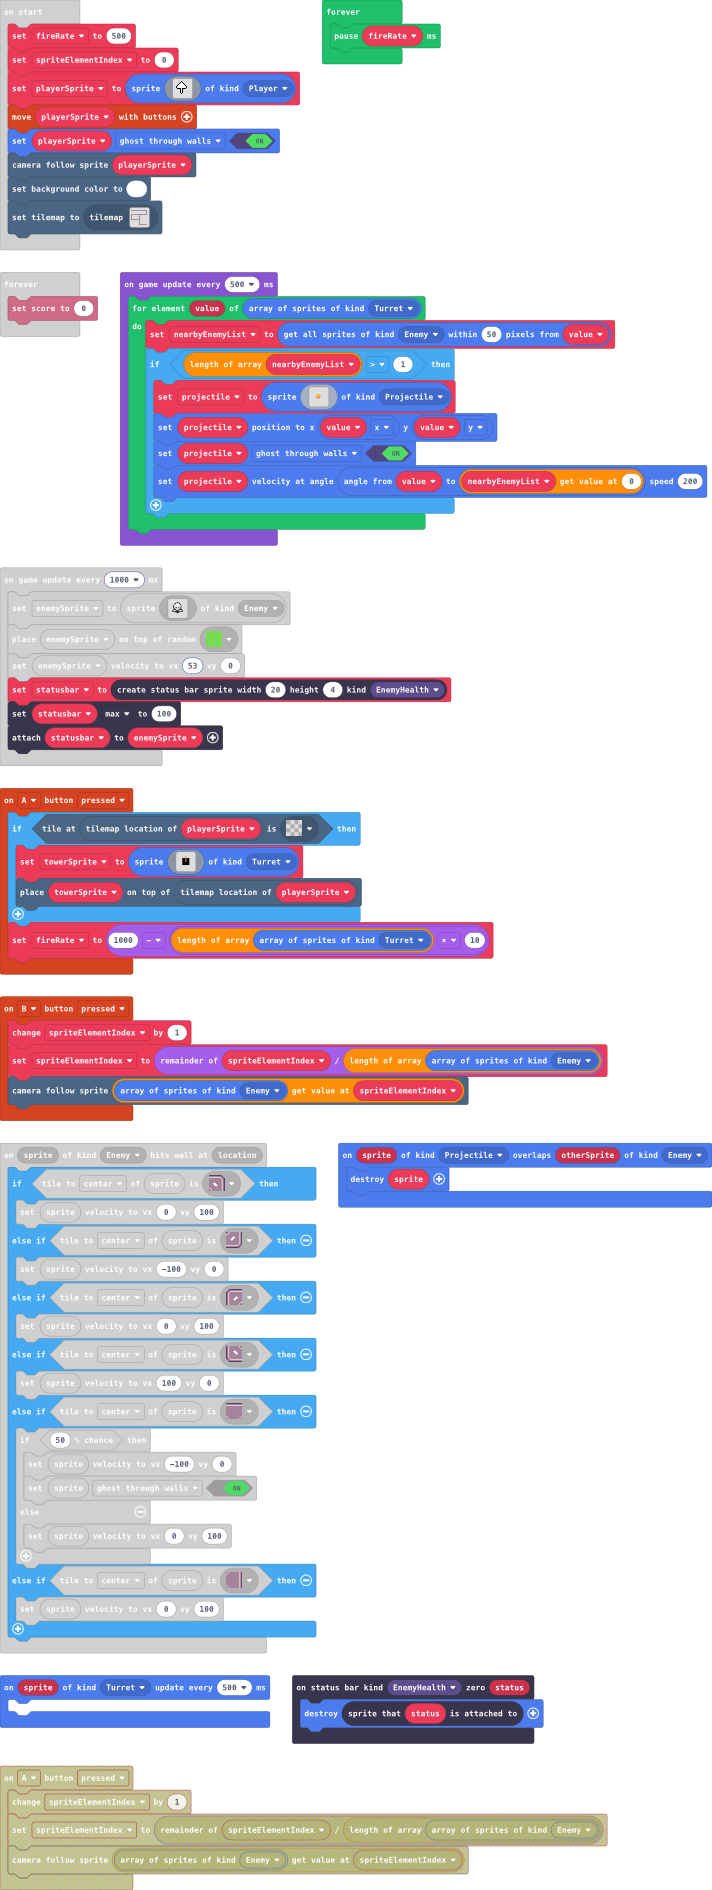 on start
set fireRate to 500
set spriteElementIndex to 0
set playerSprite to sprite of kind Player
move playerSprite with buttons
set playerSprite ghost through walls ON
camera follow sprite playerSprite
set background color to
set tilemap to tilemap
forever
pause fireRate ms
forever
set score to 0
on game update every 500 ms
for element value of array of sprites of kind Turret
do
set nearbyEnemyList to get all sprites of kind Enemy within 50 pixels from value
if length of array nearbyEnemyList > 1 then
set projectile to sprite of kind Projectile
set projectile position to x value x y value y
set projectile ghost through walls ON
set projectile velocity at angle angle from value to nearbyEnemyList get value at 0 speed 200
on game update every 1000 ms
set enemySprite to sprite of kind Enemy
place enemySprite on top of random
set enemySprite velocity to vx 53 vy 0
set statusbar to create status bar sprite width 20 height 4 kind EnemyHealth
set statusbar max to 100
attach statusbar to enemySprite
on A button pressed
if tile at tilemap location of playerSprite is then
set towerSprite to sprite of kind Turret
place towerSprite on top of tilemap location of playerSprite
set fireRate to 1000 - length of array array of sprites of kind Turret × 10
on B button pressed
change spriteElementIndex by 1
set spriteElementIndex to remainder of spriteElementIndex / length of array array of sprites of kind Enemy
camera follow sprite array of sprites of kind Enemy get value at spriteElementIndex
on sprite of kind Enemy hits wall at location
if tile to center of sprite is then
set sprite velocity to vx 0 vy 100
else if tile to center of sprite is then
set sprite velocity to vx -100 vy 0
else if tile to center of sprite is then
set sprite velocity to vx 0 vy 100
else if tile to center of sprite is then
set sprite velocity to vx 100 vy 0
else if tile to center of sprite is then
if 50 % chance then
set sprite velocity to vx -100 vy 0
set sprite ghost through walls ON
else
set sprite velocity to vx 0 vy 100
else if tile to center of sprite is then
set sprite velocity to vx 0 vy 100
on sprite of kind Projectile overlaps otherSprite of kind Enemy
destroy sprite
on sprite of kind Turret update every 500 ms
on status bar kind EnemyHealth zero status
destroy sprite that status is attached to
on A button pressed
change spriteElementIndex by 1
set spriteElementIndex to remainder of spriteElementIndex / length of array array of sprites of kind Enemy
camera follow sprite array of sprites of kind Enemy get value at spriteElementIndex